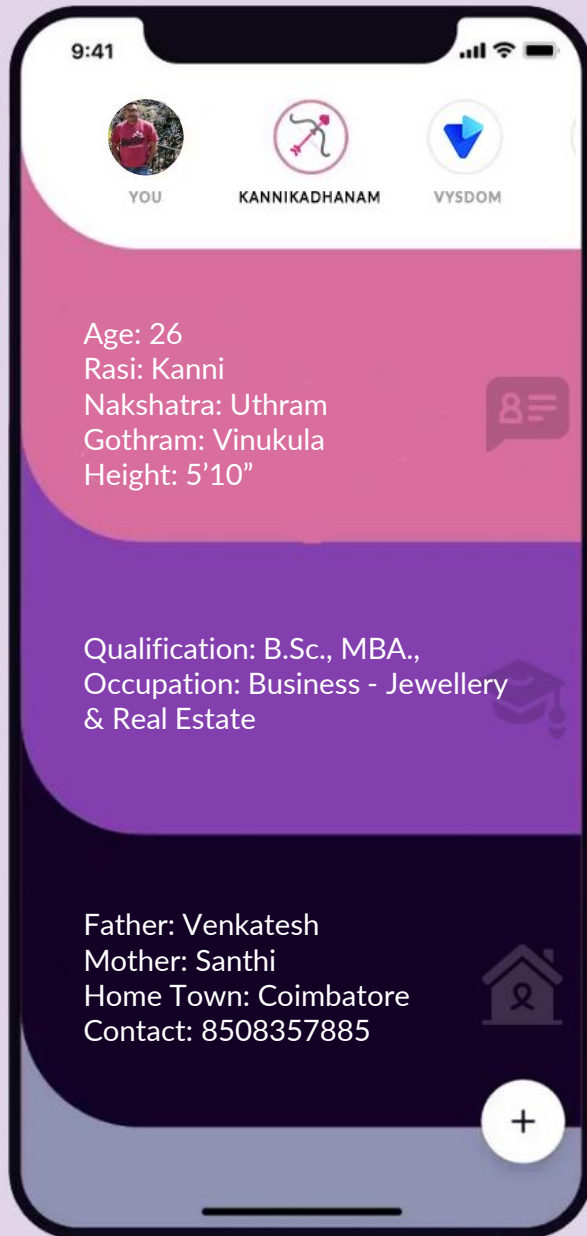 9:41
YOU
KANNIKADHANAM
VYSDOM
Age: 26
Rasi: Kanni
Nakshatra: Uthram
Gothram: Vinukula
Height: 5’10”
Qualification: B.Sc., MBA.,
Occupation: Business - Jewellery
& Real Estate
Father: Venkatesh
Mother: Santhi
Home Town: Coimbatore
Contact: 8508357885